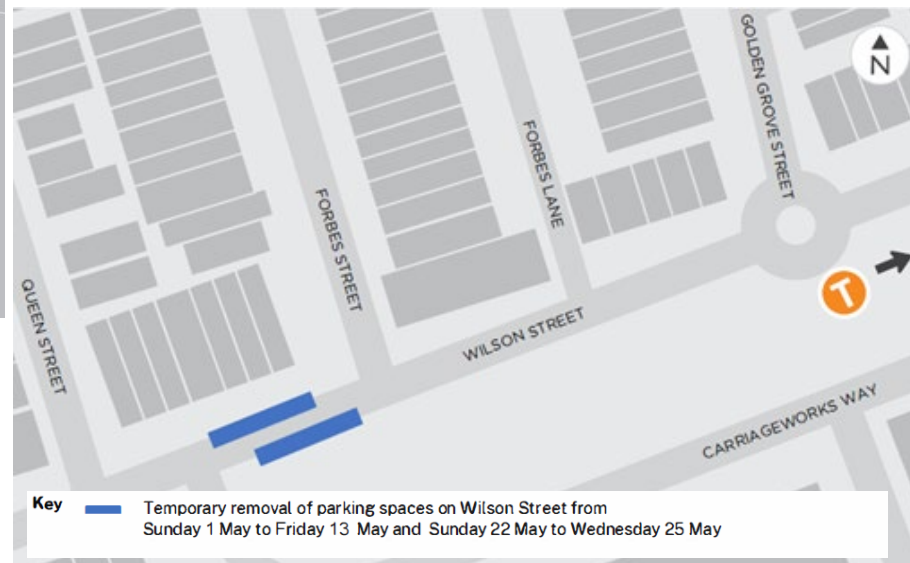 GOLDEN GROVE STREET
N
FORBES LANE
FORBES STREET
QUEEN STREET
T
WILSON STREET
CARRIAGEWORKS WAY
Key
Temporary removal of parking spaces on Wilson Street from
Sunday 1 May to Friday 13 May and Sunday 22 May to Wednesday 25 May